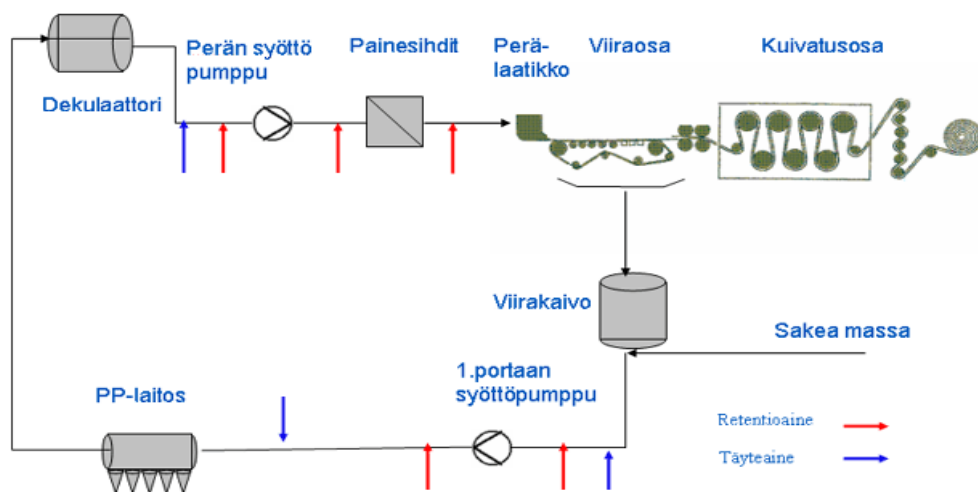 Perän syöttö
pumppu
Painesihdit
Perä-
laatikko
Viiraosa
Kuivatusosa
Dekulaattori
Viirakaivo
Sakea massa
1.portaan
syöttöpumppu
PP-laitos
Retentioaine
Täyteaine